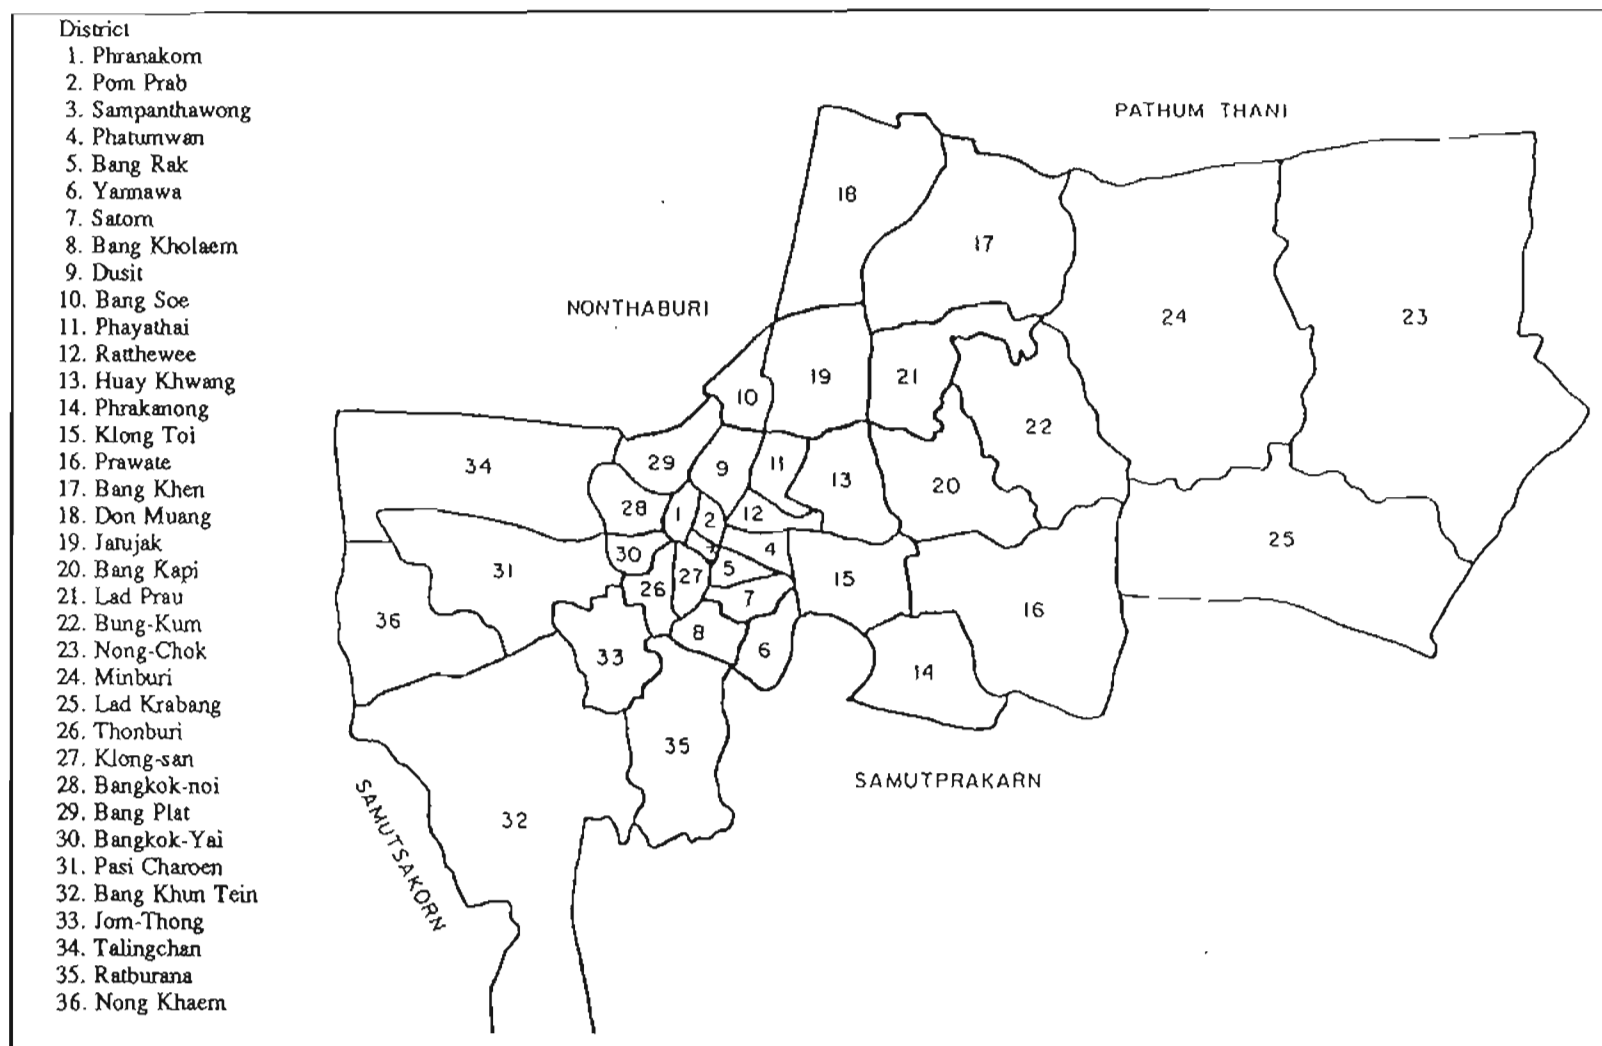 District
1. Phranakorn
2. Pom Prab
3. Sampanthawong
4. Phatumwan
5. Bang Rak
6. Yannawa
7. Satorn
8. Bang Kholaem
9. Dusit
10. Bang Soe
11. Phayathai
12. Ratthewee
13. Huay Khwang
14. Phrakanong
15. Klong Toi
16. Prawate
17. Bang Khen
18. Don Muang
19. Jatujak
20. Bang Kapi
21. Lad Prau
22. Bung-Kum
23. Nong-Chok
24. Minburi
25. Lad Krabang
26. Thonburi
27. Klong-san
28. Bangkok-noi
29. Bang Plat
30. Bangkok-Yai
31. Pasi Charoen
32. Bang Khun Tein
33. Jom-Thong
34. Talingchan
35. Ratburana
36. Nong Khaem
PATHUM THANI
NONTHABURI
SAMUTPRAKARN
SAMUTSAKORN
18
17
24
23
19
21
10
22
34
29
9
11
13
20
28
1
2
12
25
30
4
31
27
5
15
26
7
36
16
8
6
33
14
35
32